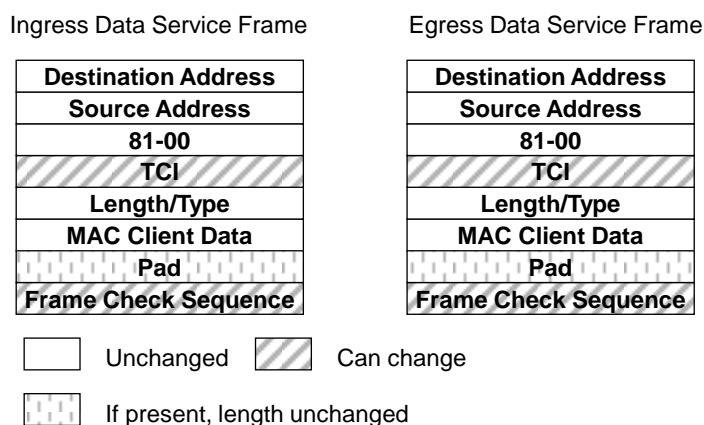 Ingress Data Service Frame
Egress Data Service Frame
Destination Address
Source Address
81-00
TCI
Length/Type
MAC Client Data
Pad
Frame Check Sequence
Destination Address
Source Address
81-00
TCI
Length/Type
MAC Client Data
Pad
Frame Check Sequence
Unchanged
Can change
If present, length unchanged